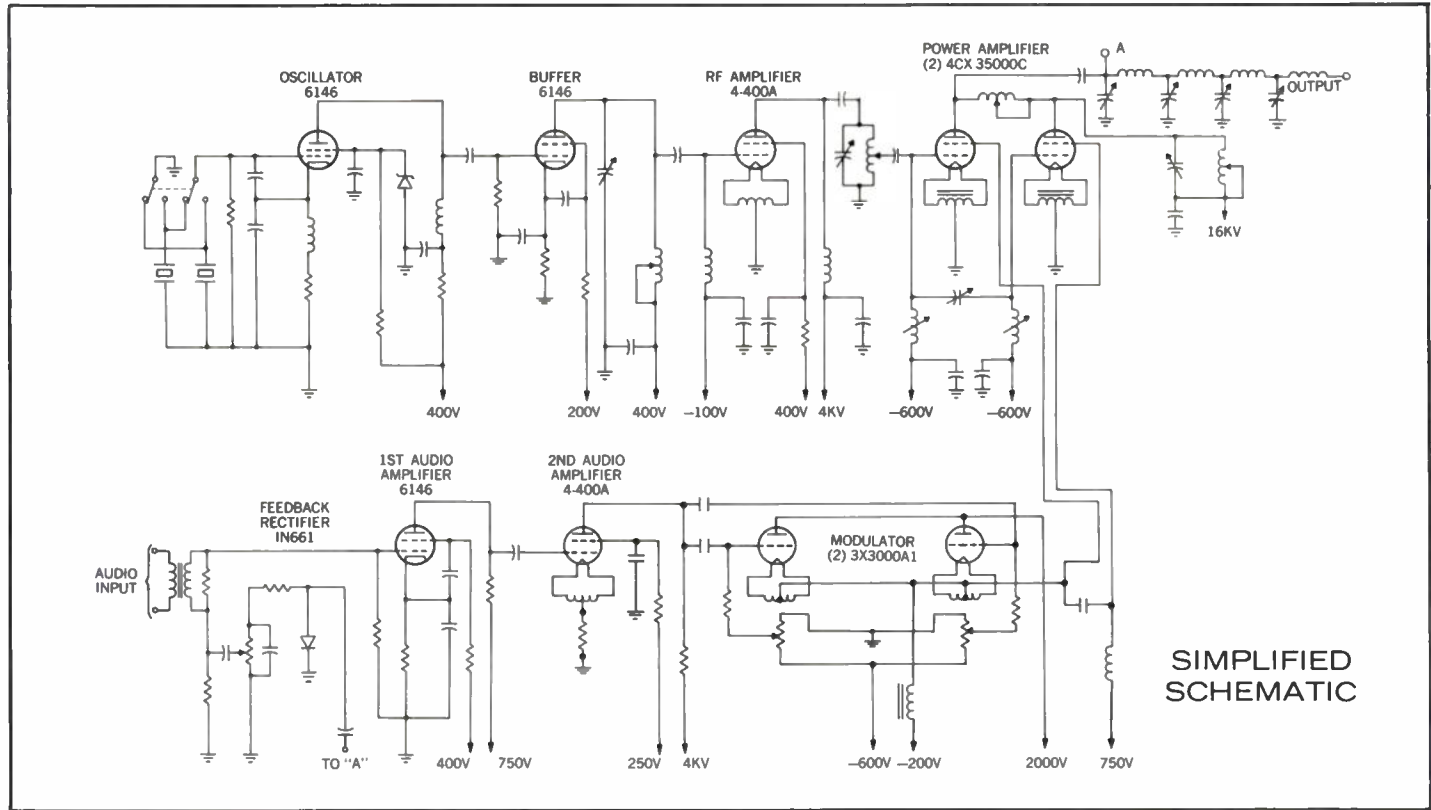 POWER AMPLIFIER
(2) 4CX 35000C
A
OSCILLATOR
6146
BUFFER
6146
RF AMPLIFIER
4-400A
OUTPUT
16KV
400V
200V
400V
-100V
400V
4KV
-600V
-600V
1ST AUDIO
AMPLIFIER
6146
2ND AUDIO
AMPLIFIER
4-400A
FEEDBACK
RECTIFIER
IN661
MODULATOR
(2) 3X3000A1
AUDIO
INPUT
SIMPLIFIED
SCHEMATIC
TO "A"
400V
750V
250V
4KV
-600V
-200V
2000V
750V